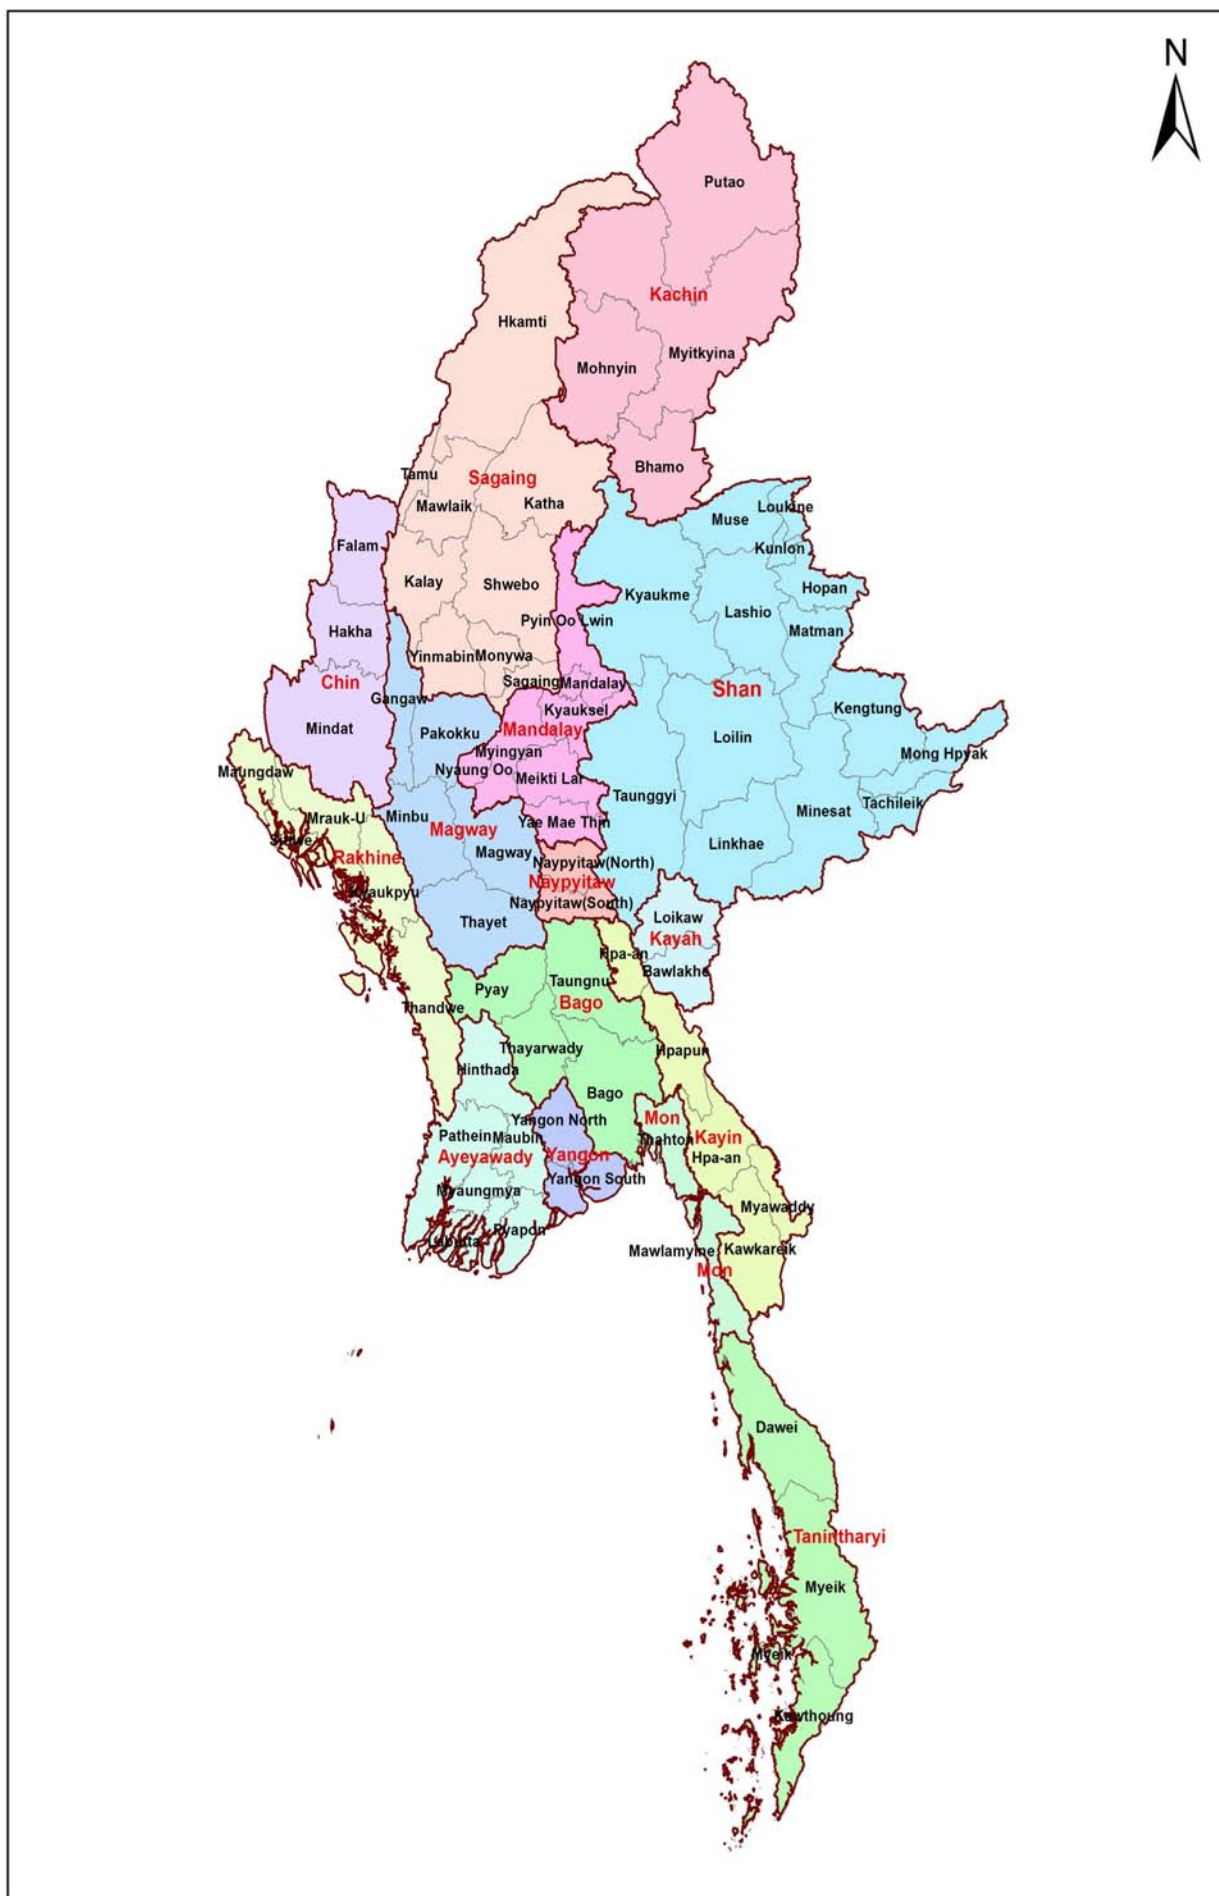 N
Putao
Kachin
Hkamti
Myitkyina
Mohnyin
Bhamo
Tamu
Sagaing
Mawlaik
Katha
Loukine
Muse
Kunlon
Falam
Kalay
Shwebo
Kyaukme
Hopan
Lashio
Pyin Oo Lwin
Matman
Hakha
Yinmabin
Monywa
Sagaing
Mandalay
Chin
Shan
Gangaw
Kyauksel
Kengtung
Mindat
Pakokku
Mandalay
Loilin
Myingyan
Mong Hpyak
Nyaung Oo
Meikti Lar
Maungdaw
Taunggyi
Tachileik
Minesat
Mrauk-U
Minbu
Yae Mae Thin
Magway
Sittwe
Linkhae
Rakhine
Magway
Naypyitaw(North)
Naypyitaw
Kyaukpyu
Naypyitaw(South)
Thayet
Loikaw
Kayah
Hpa-an
Bawlakhe
Taungnu
Pyay
Bago
Thandwe
Thayarwady
Hpapun
Hinthada
Bago
Yangon North
Mon
Pathein
Maubin
Thahton
Kayin
Ayeyawady
Yangon
Hpa-an
Yangon South
Myaungmya
Myawaddy
Pyapon
Labutta
Mawlamyine
Kawkareik
Mon
Dawei
Tanintharyi
Myeik
Myeik
Kawthoung